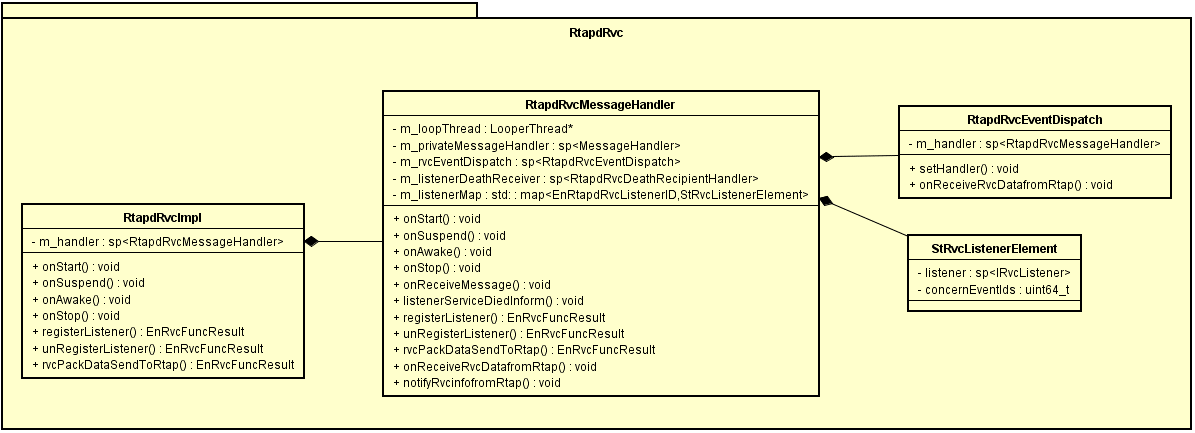 RtapdRvc
RtapdRvcMessageHandler
- m_loopThread : LooperThread*
- m_privateMessageHandler : sp<MessageHandler>
- m_rvcEventDispatch : sp<RtapdRvcEventDispatch>
- m_listenerDeathReceiver : sp<RtapdRvcDeathRecipientHandler>
- m_listenerMap : std: : map<EnRtapdRvcListenerID,StRvcListenerElement>
+ onStart() : void
+ onSuspend() : void
+ onAwake() : void
+ onStop() : void
+ onReceiveMessage() : void
+ listenerServiceDiedInform() : void
+ registerListener() : EnRvcFuncResult
+ unRegisterListener() : EnRvcFuncResult
+ rvcPackDataSendToRtap() : EnRvcFuncResult
+ onReceiveRvcDatafromRtap() : void
+ notifyRvcinfofromRtap() : void
RtapdRvcEventDispatch
- m_handler : sp<RtapdRvcMessageHandler>
+ setHandler() : void
+ onReceiveRvcDatafromRtap() : void
RtapdRvcImpl
- m_handler : sp<RtapdRvcMessageHandler>
+ onStart() : void
+ onSuspend() : void
+ onAwake() : void
+ onStop() : void
+ registerListener() : EnRvcFuncResult
+ unRegisterListener() : EnRvcFuncResult
+ rvcPackDataSendToRtap() : EnRvcFuncResult
StRvcListenerElement
- listener : sp<IRvcListener>
- concernEventIds : uint64_t